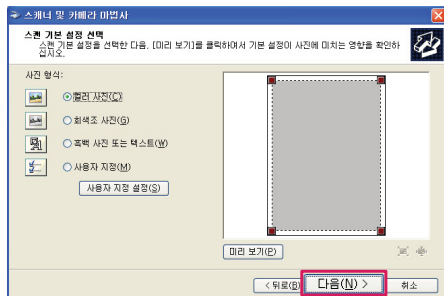 스캐너 및 카메라 마법사
스캔 기본 설정 선택
스캔 기본 설정을 선택한 다음, [미리 보기]를 클릭하여서 기본 설정이 사진에 미치는 영향을 확인하
십시오.
사진 형식:
컬러 사진(C)
회색조 사진(G)
흑백 사진 또는 텍스트(W)
사용자 지정(M)
사용자 지정 설정(S)
미리 보기(P)
< 뒤로(B)
다음(N) >
취소